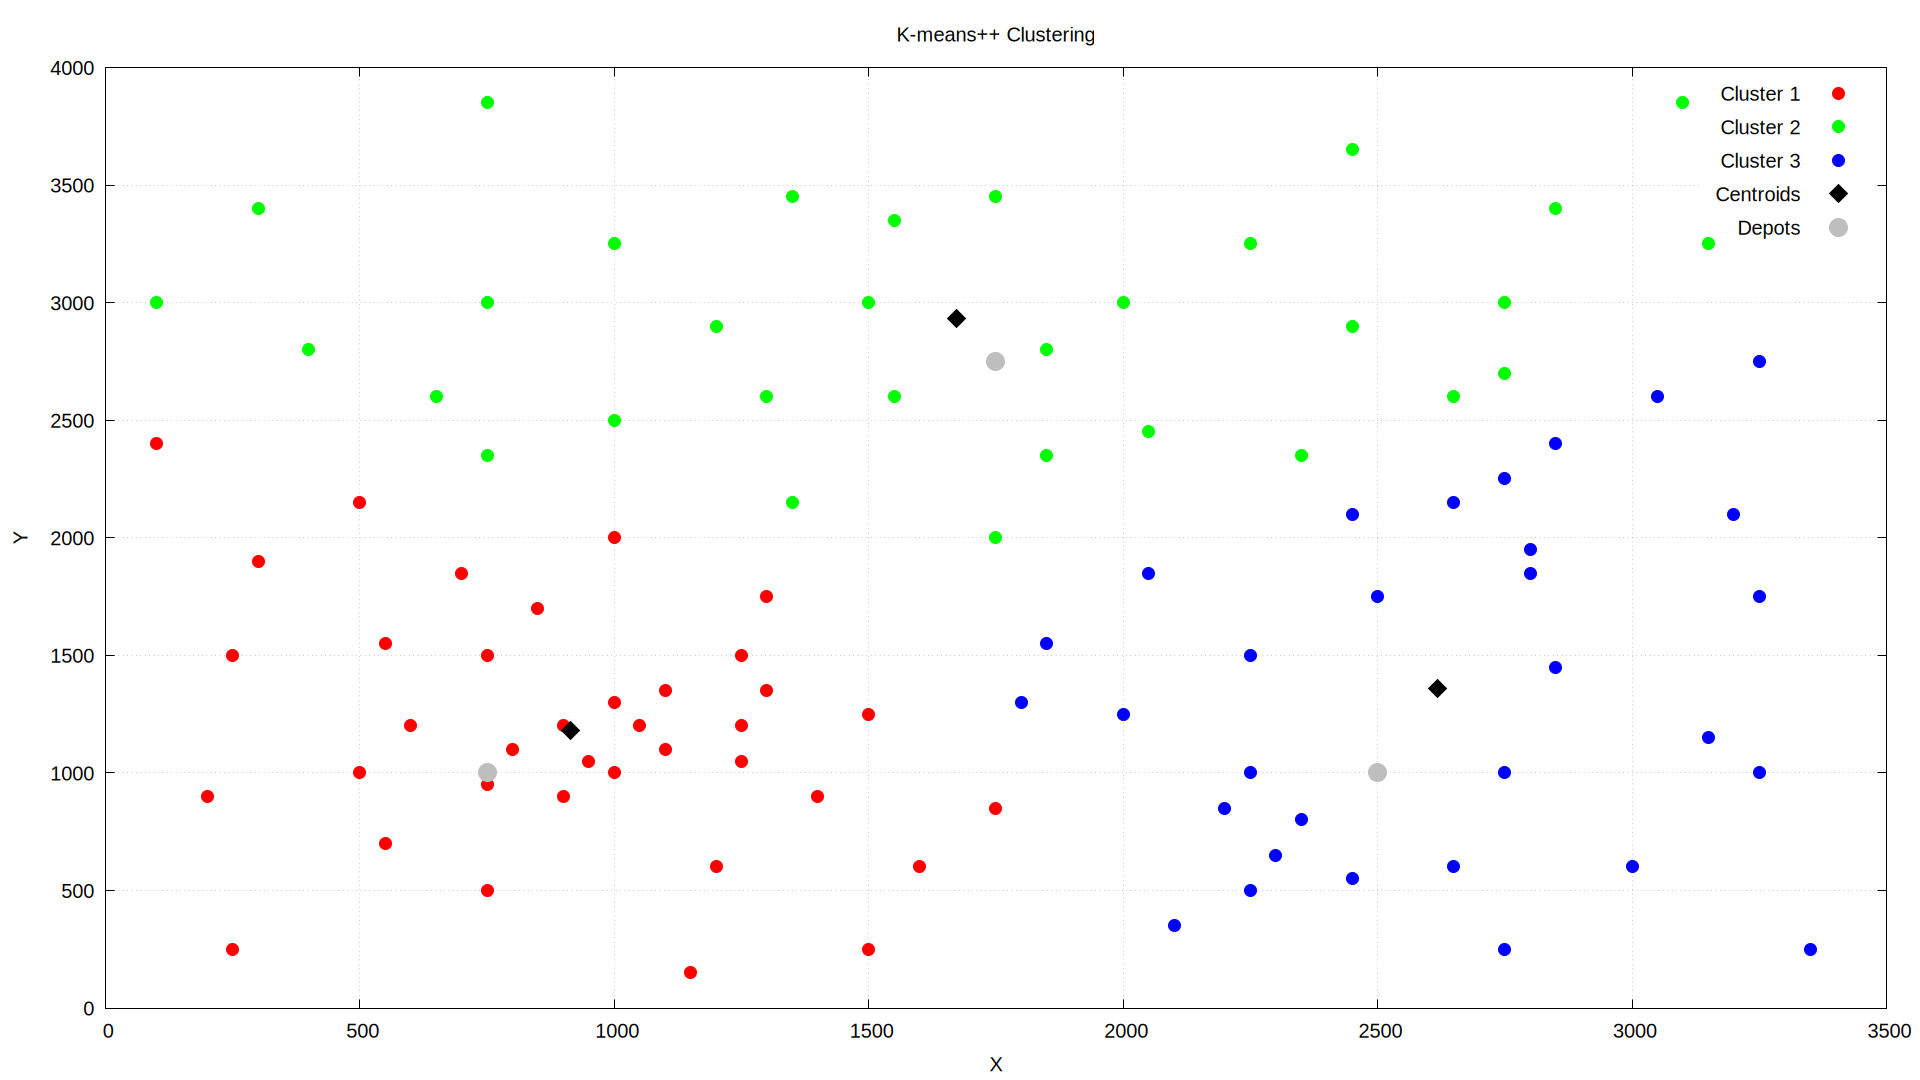 K-means++ Clustering
4000
3500
3000
2500
2000
1500
1000
500
0
Y
Cluster 1
Cluster 2
Cluster 3
Centroids
Depots
0 500 1000 1500 2000 2500 3000 3500
X